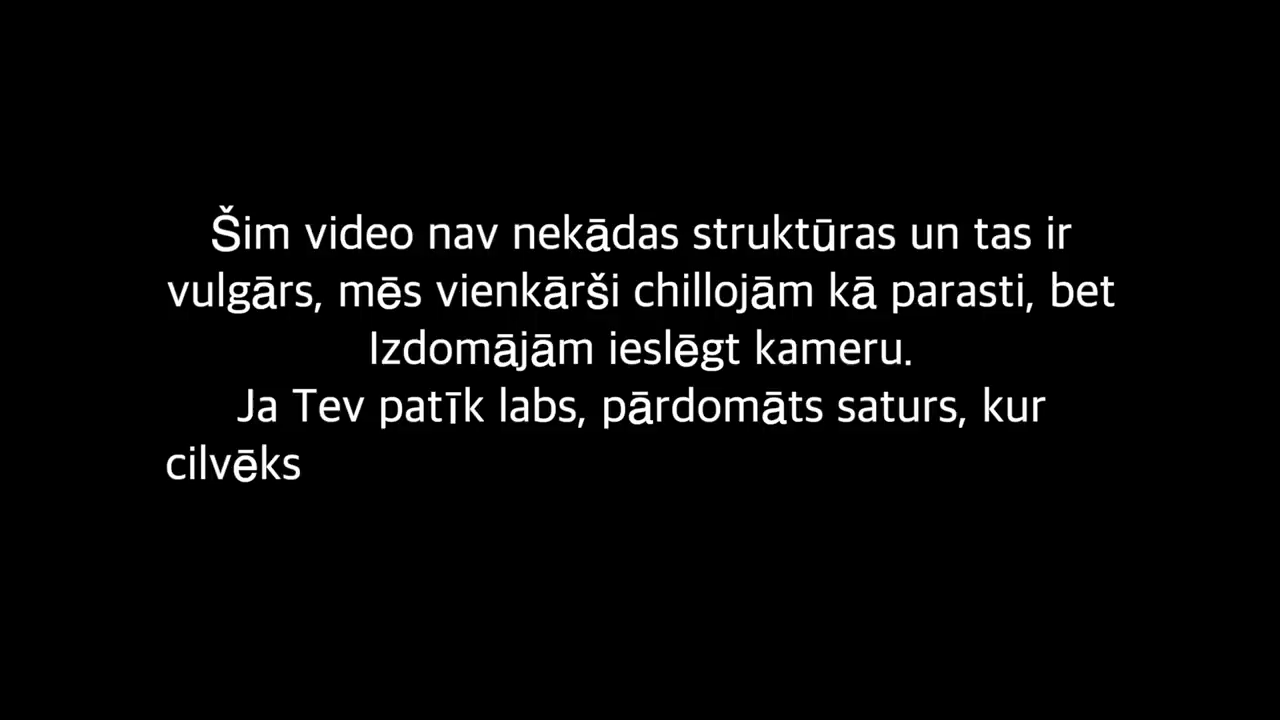 Šim video nav nekādas struktūras un tas ir
vulgārs, mēs vienkārši chillojām kā parasti, bet
Izdomājām ieslēgt kameru.
Ja Tev patīk labs, pārdomāts saturs, kur
cilvēks